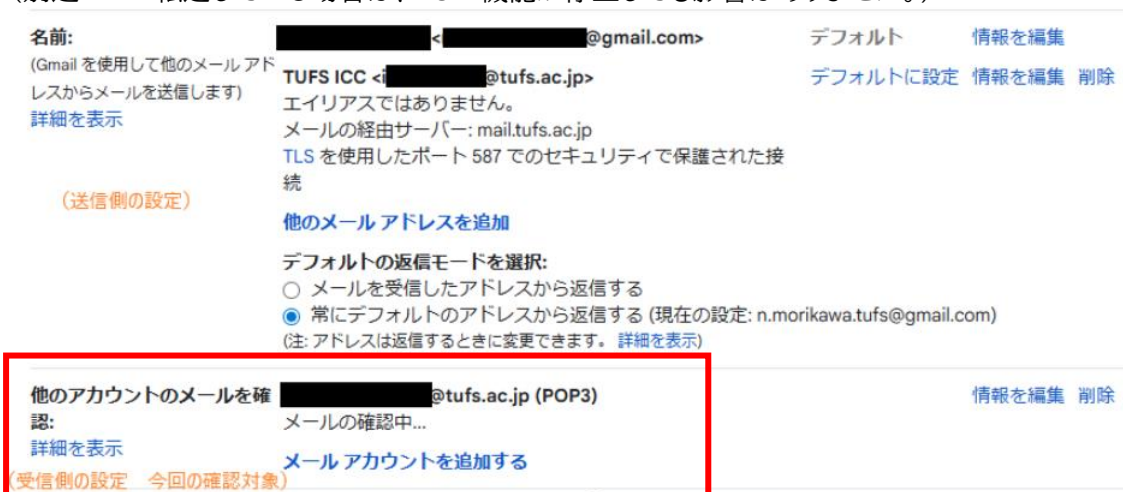 名前:
(Gmail を使用して他のメール アドレスからメールを送信します)
詳細を表示
(送信側の設定)
<@gmail.com>
デフォルト
情報を編集
TUFS ICC <i@tufs.ac.jp>
デフォルトに設定 情報を編集 削除
エイリアスではありません。
メールの経由サーバー: mail.tufs.ac.jp
TLS を使用したポート 587 でのセキュリティで保護された接
続
他のメール アドレスを追加
デフォルトの返信モードを選択:
メールを受信したアドレスから返信する
常にデフォルトのアドレスから返信する (現在の設定: n.morikawa.tufs@gmail.com)
(注: アドレスは返信するときに変更できます。 詳細を表示)
他のアカウントのメールを確
認:
詳細を表示
(受信側の設定 今回の確認対象)
@tufs.ac.jp (POP3)
情報を編集 削除
メールの確認中...
メール アカウントを追加する